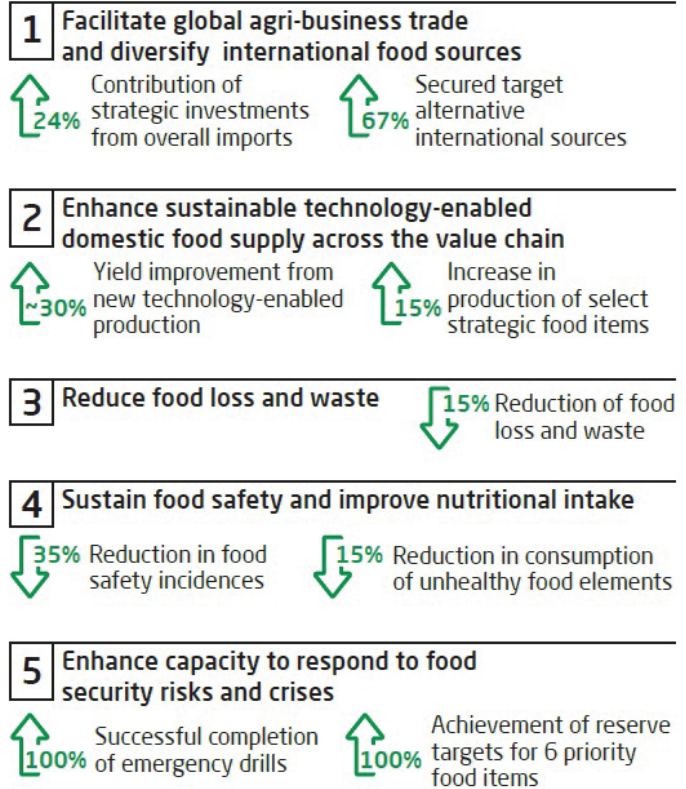 1
Facilitate global agri-business trade
and diversify international food sources
24%
Contribution of
strategic investments
from overall imports
67%
Secured target
alternative
international sources
2
Enhance sustainable technology-enabled
domestic food supply across the value chain
~30%
Yield improvement from
new technology-enabled
production
15%
Increase in
production of select
strategic food items
3
Reduce food loss and waste
15% Reduction of food
loss and waste
4
Sustain food safety and improve nutritional intake
35% Reduction in food
safety incidences
15% Reduction in consumption
of unhealthy food elements
5
Enhance capacity to respond to food
security risks and crises
100%
Successful completion
of emergency drills
100%
Achievement of reserve
targets for 6 priority
food items